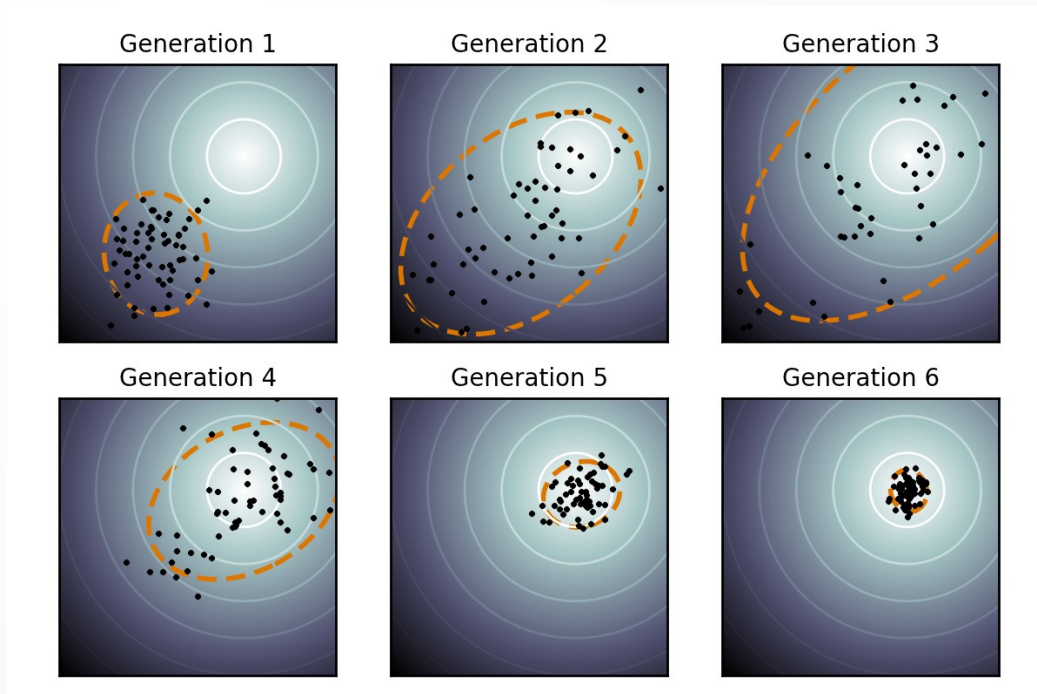 Generation 1
Generation 2
Generation 3
Generation 4
Generation 5
Generation 6